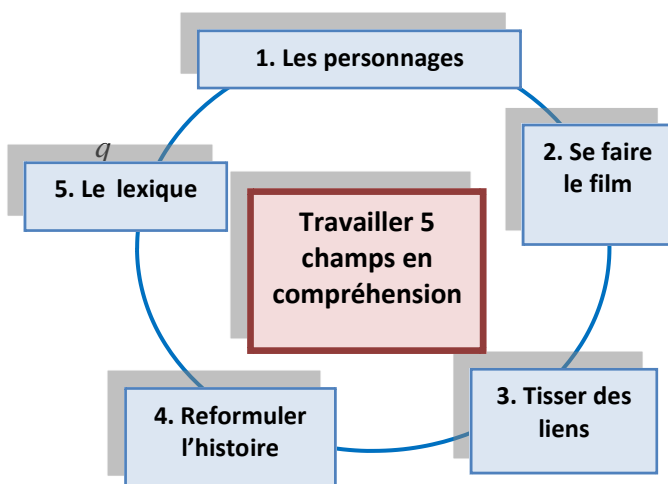 1. Les personnages
2. Se faire
le film
3. Tisser des
liens
4. Reformuler
l’histoire
q
5. Le lexique
Travailler 5
champs en
compréhension